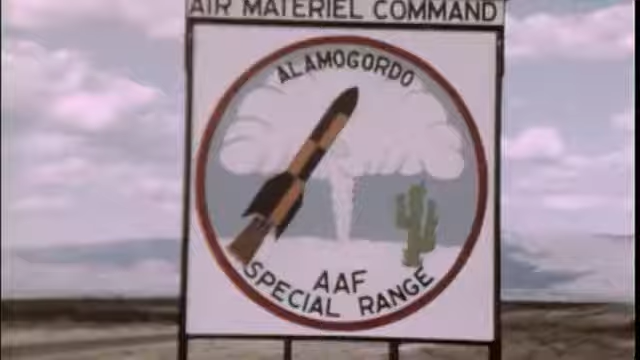 AIR MATERIEL COMMAND
ALAMOGORDO
AAF
SPECIAL RANGE